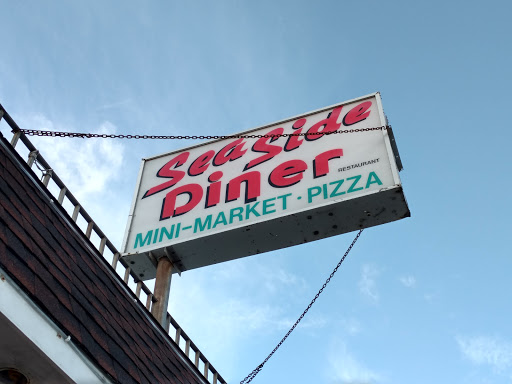 SeaSide
Diner
RESTAURANT
MINI-MARKET · PIZZA